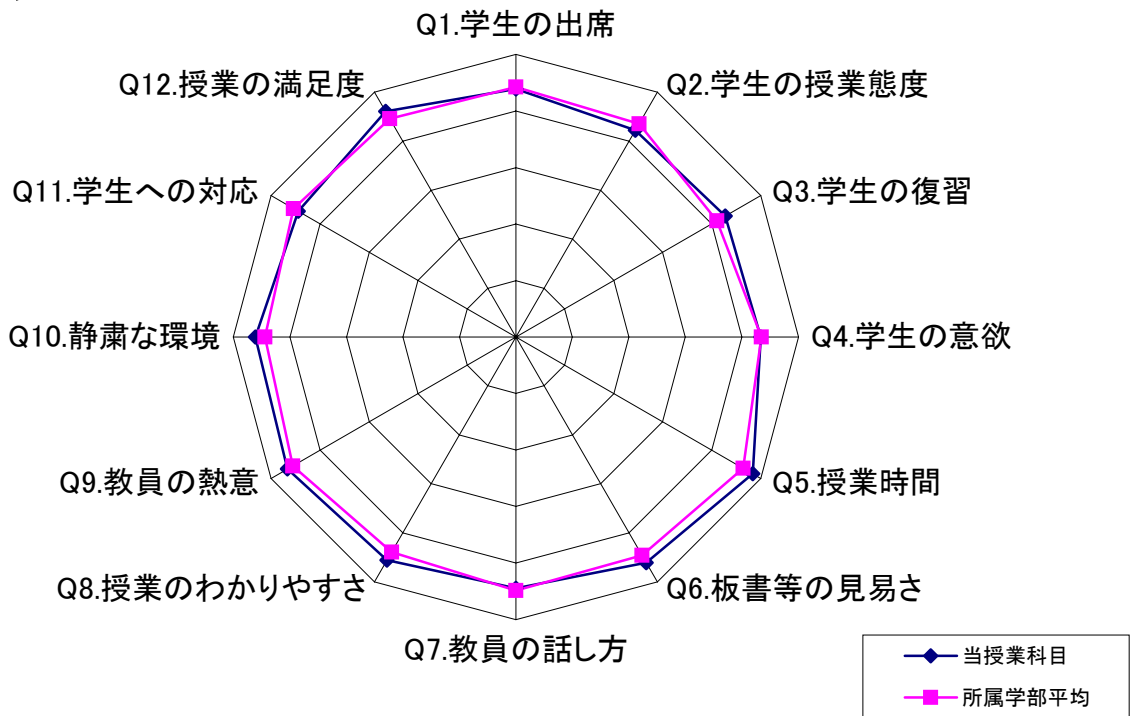 Q1.学生の出席
Q2.学生の授業態度
Q3.学生の復習
Q4.学生の意欲
Q5.授業時間
Q6.板書等の見易さ
Q7.教員の話し方
Q8.授業のわかりやすさ
Q9.教員の熱意
Q10.静粛な環境
Q11.学生への対応
Q12.授業の満足度
当授業科目
所属学部平均